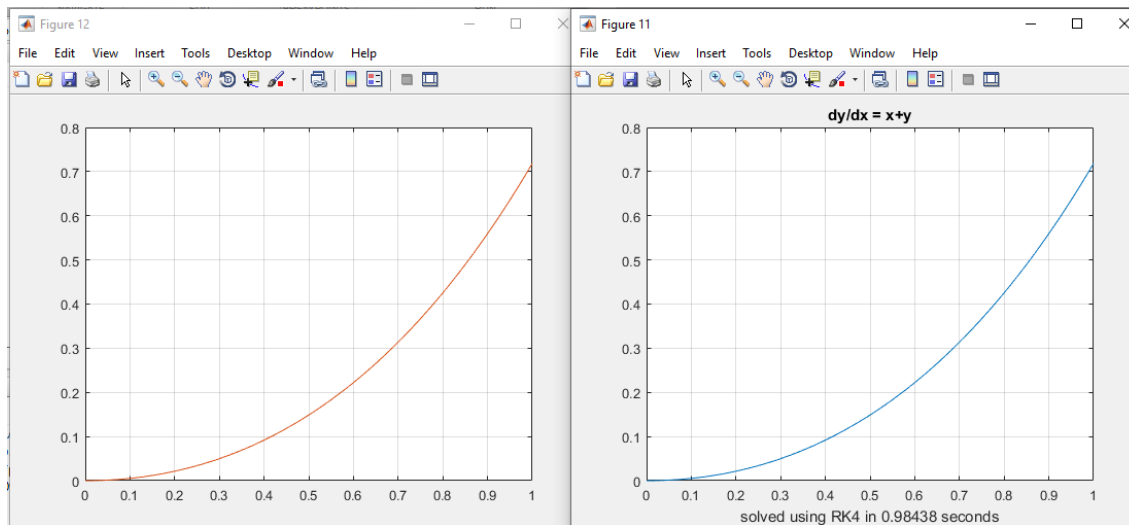 Figure 12
File Edit View Insert Tools Desktop Window Help
0.8
0.7
0.6
0.5
0.4
0.3
0.2
0.1
0
0 0.1 0.2 0.3 0.4 0.5 0.6 0.7 0.8 0.9 1
Figure 11
File Edit View Insert Tools Desktop Window Help
dy/dx = x+y
0.8
0.7
0.6
0.5
0.4
0.3
0.2
0.1
0
0 0.1 0.2 0.3 0.4 0.5 0.6 0.7 0.8 0.9 1
solved using RK4 in 0.98438 seconds